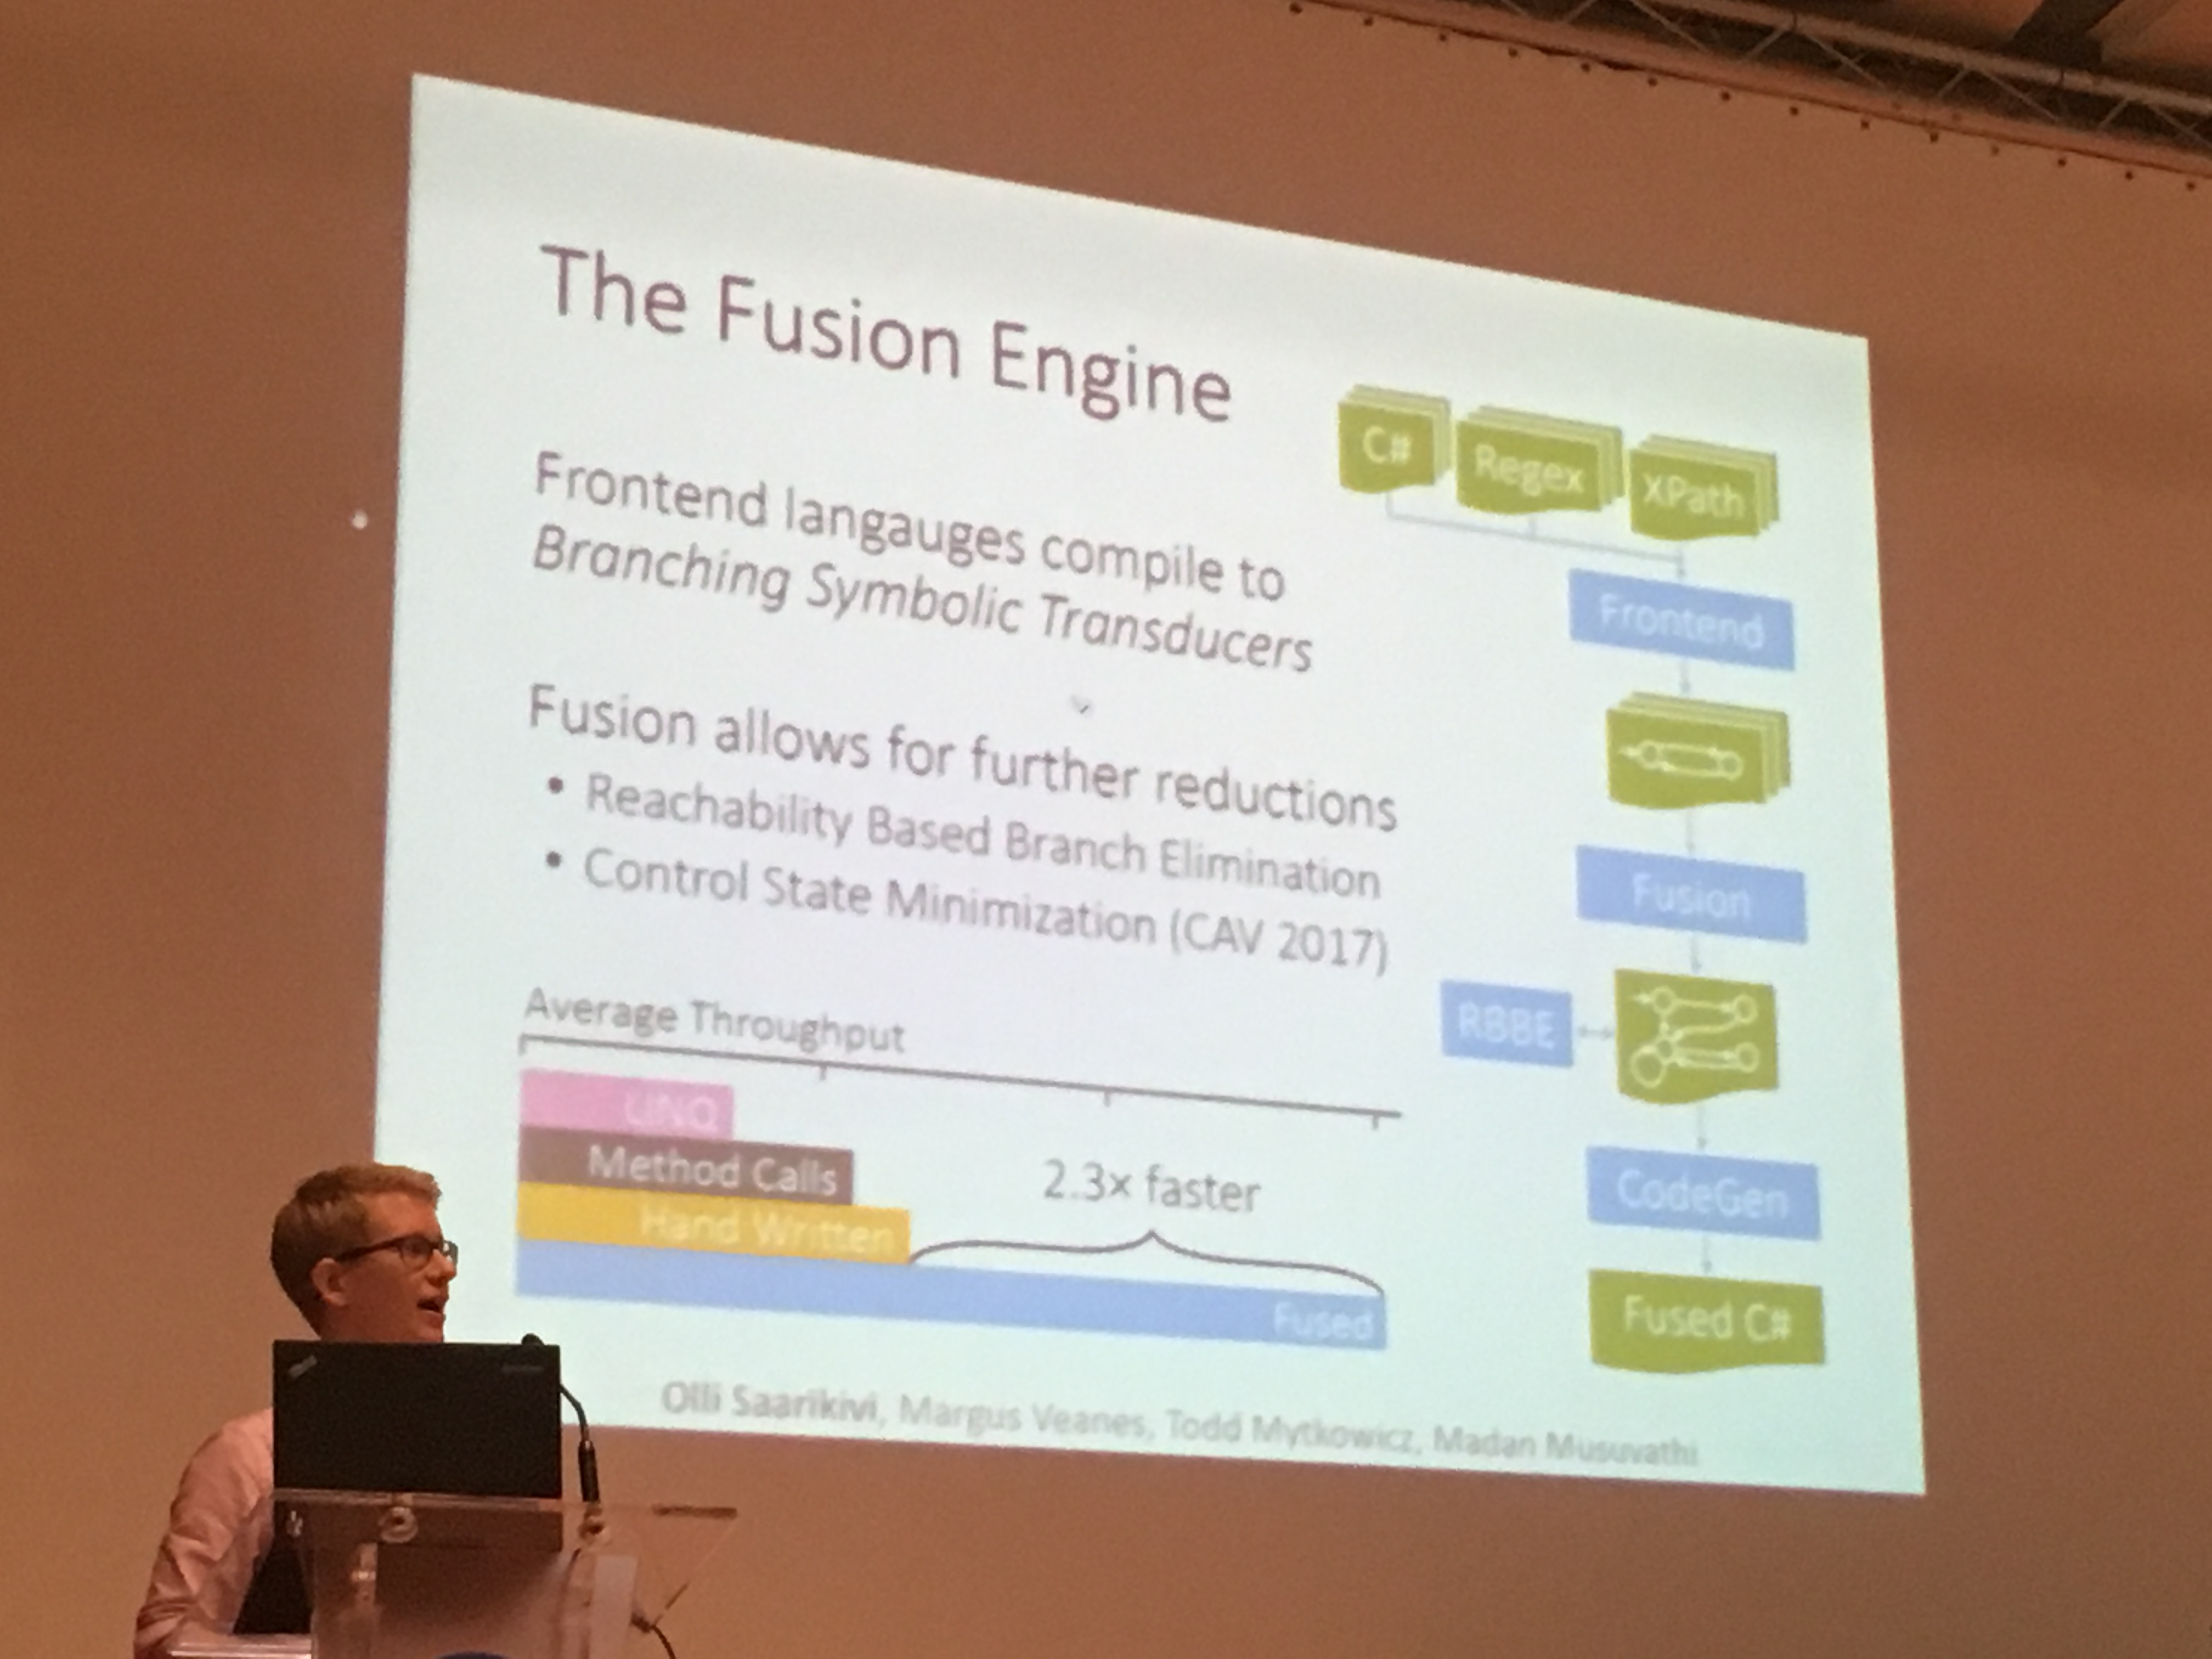 The Fusion Engine
Frontend langauges compile to
Branching Symbolic Transducers
Fusion allows for further reductions
• Reachability Based Branch Elimination
• Control State Minimization (CAV 2017)
Average Throughput
LINQ
Method Calls
Hand Written
2.3x faster
Fused
C#
Regex
XPath
Frontend
Fusion
RBBE
CodeGen
Fused C#
Olli Saarikivi, Margus Veanes, Todd Mytkowicz, Madan Musuvathi